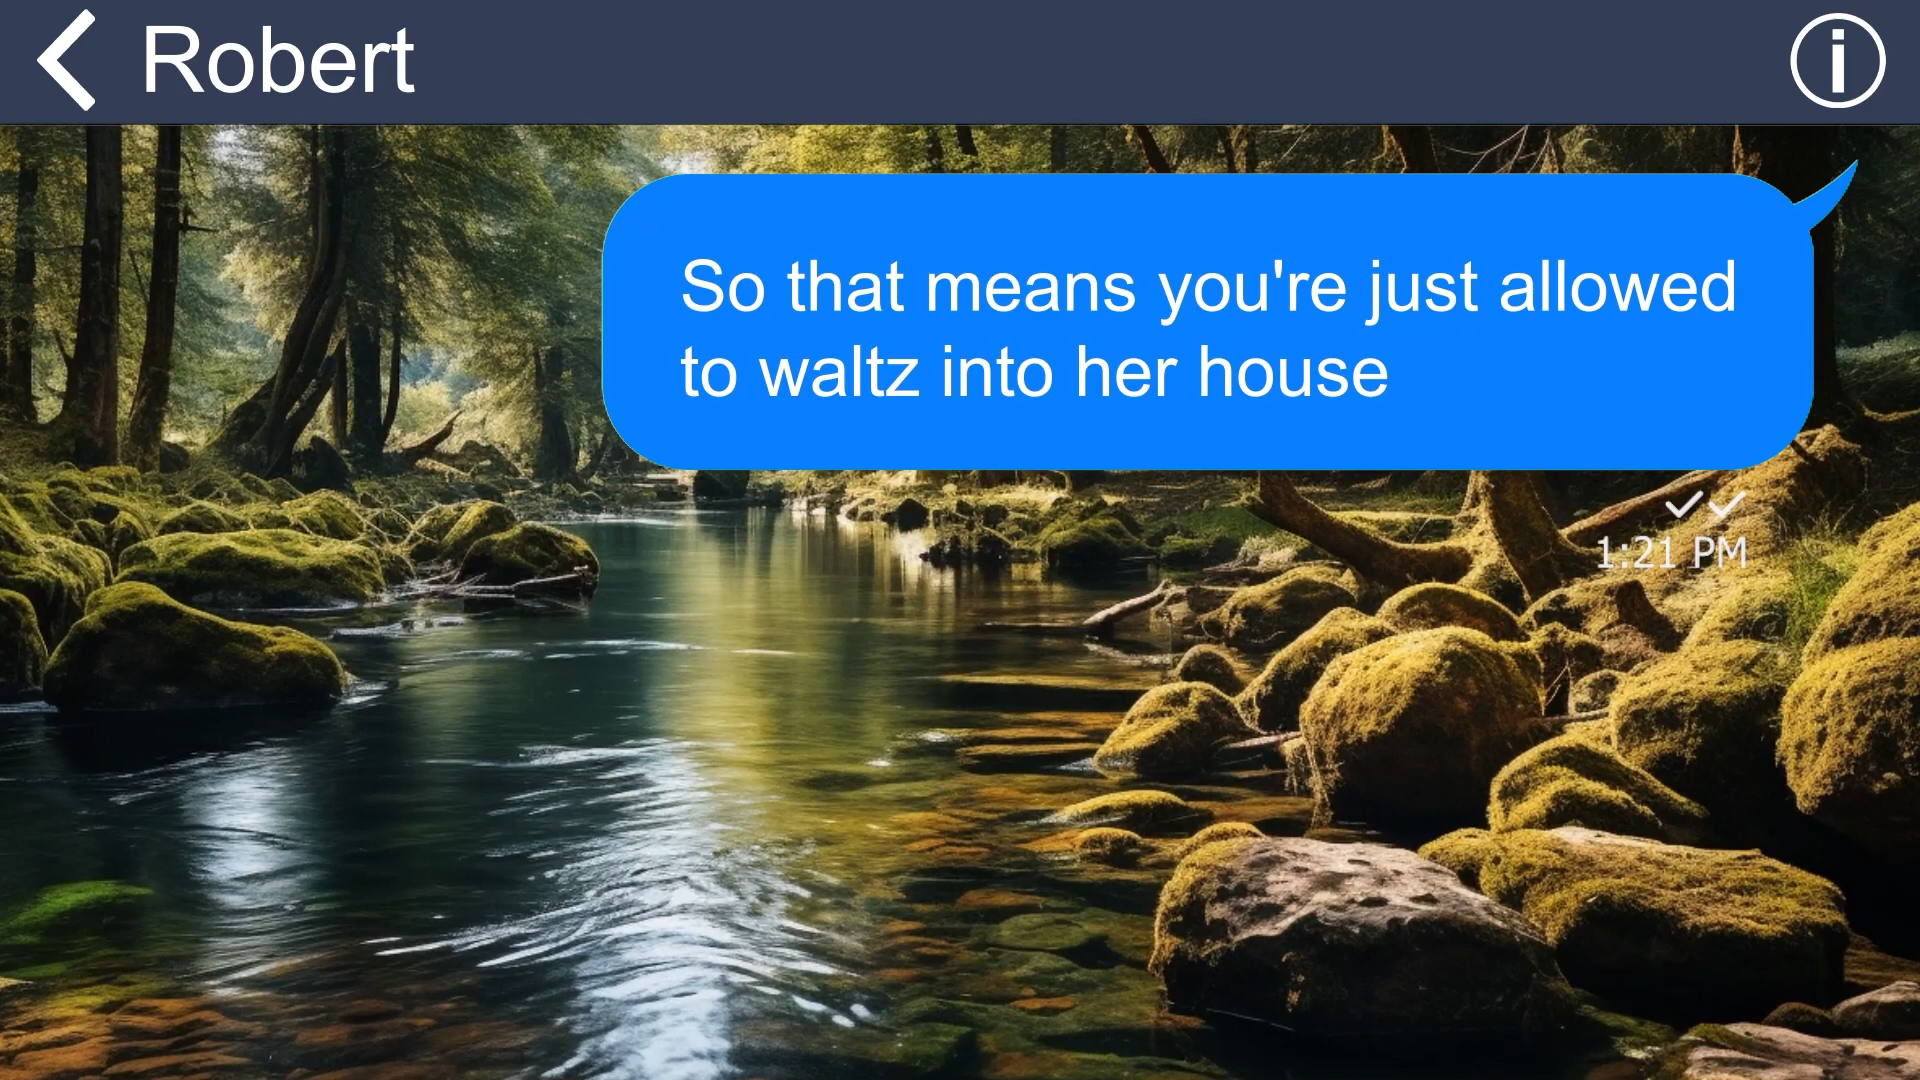 Robert
So that means you're just allowed
to waltz into her house
1:21 PM